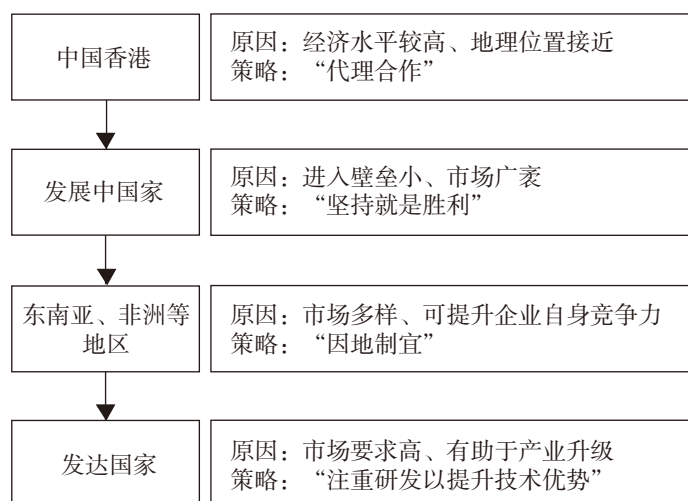 中国香港
原因：经济水平较高、地理位置接近
策略：“代理合作”
发展中国家
原因：进入壁垒小、市场广袤
策略：“坚持就是胜利”
东南亚、非洲等
地区
原因：市场多样、可提升企业自身竞争力
策略：“因地制宜”
发达国家
原因：市场要求高、有助于产业升级
策略：“注重研发以提升技术优势”